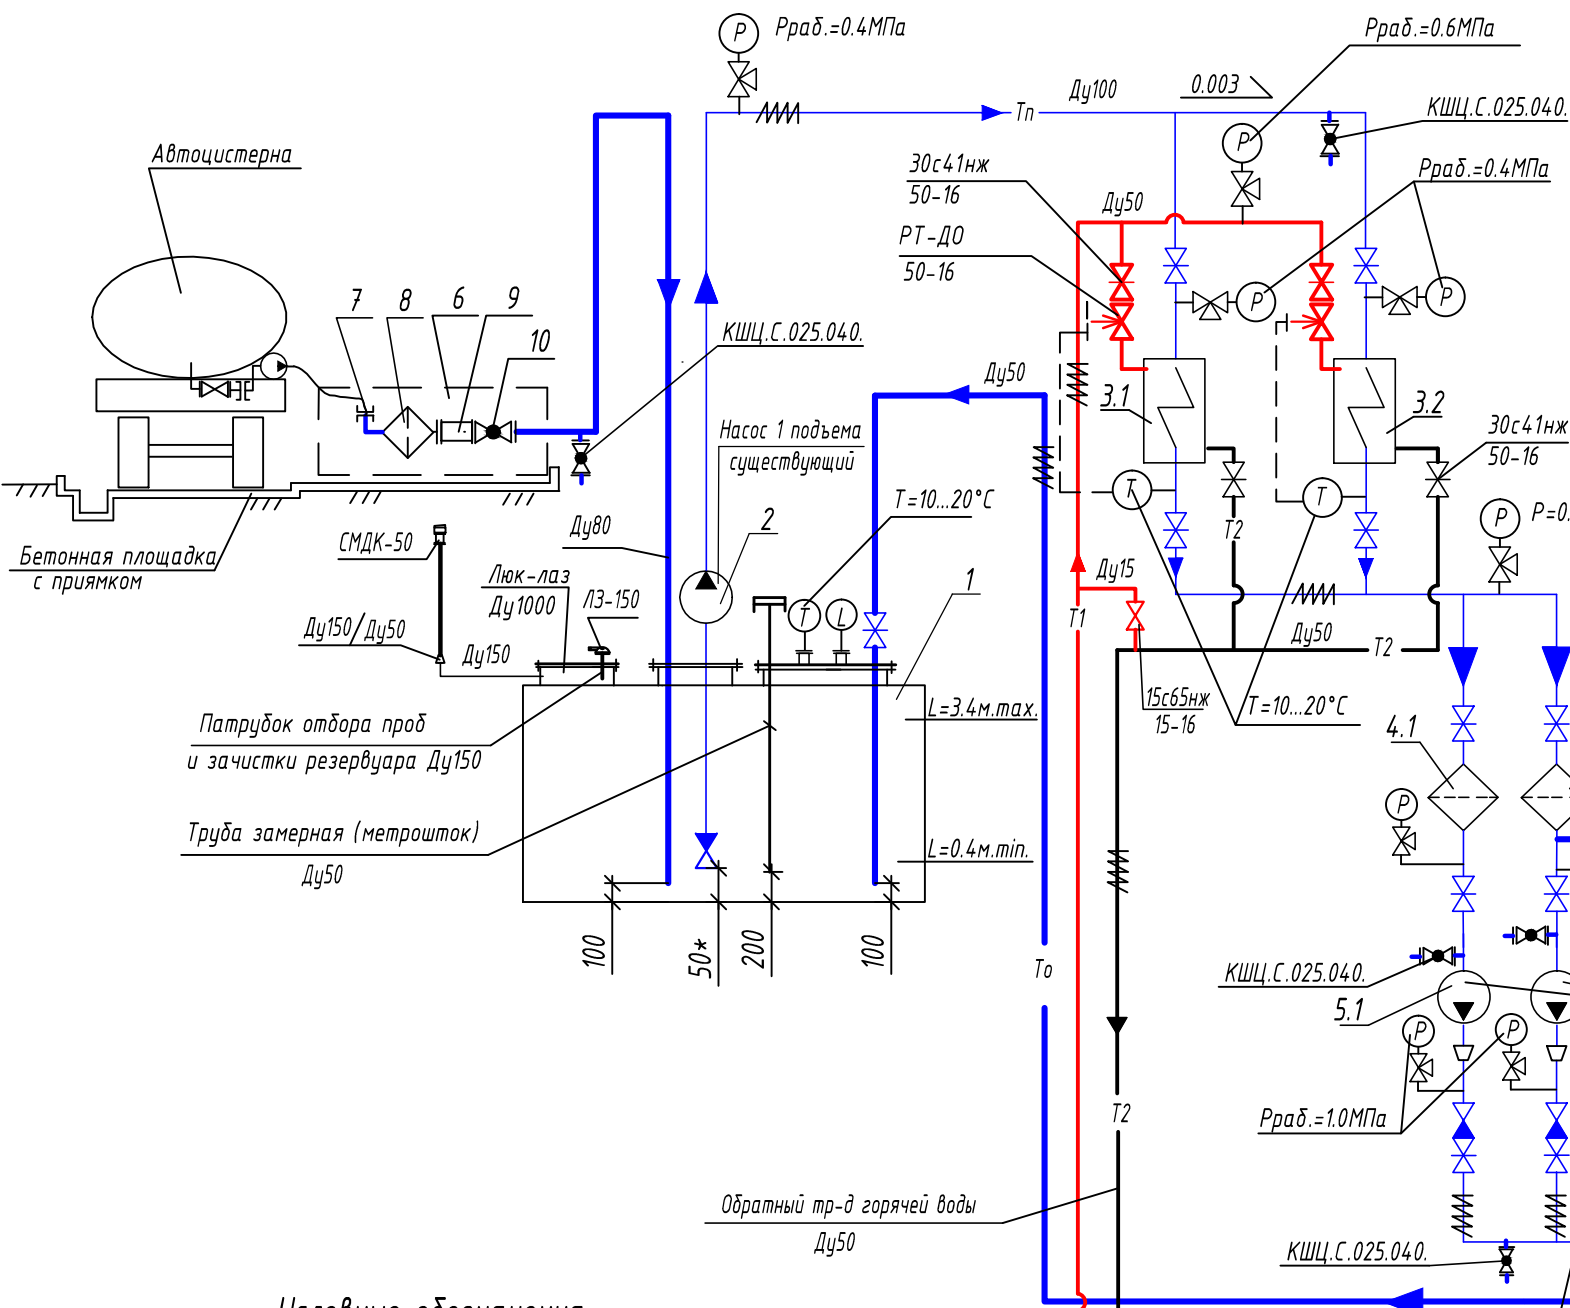 Pраб.=0.4МПа
P
Pраб.=0.6МПа
Ду100
0.003
Тп
КШЦ.С.025.040.
P
Автоцистерна
30с41нж
50-16
Pраб.=0.4МПа
Ду50
РТ-ДО
50-16
7
8
6
9
10
P
P
КШЦ.С.025.040.
Ду50
3.1
3.2
30с41нж
50-16
Насос 1 подъема
существующий
T
T
Т=10...20°С
2
P
P=0.
Ду80
СМДК-50
Т2
Бетонная площадка
с приямком
Люк-лаз
Ду1000
ЛЗ-150
1
Ду15
T
L
Т1
Ду150/Ду50
Ду150
Ду50
Т2
15с65нж
15-16
Т=10...20°С
L=3.4м.max.
Патрубок отбора проб
и зачистки резервуара Ду150
4.1
P
Труба замерная (метрошток)
Ду50
L=0.4м.min.
100
50*
200
100
То
КШЦ.С.025.040.
5.1
P
P
Т2
Pраб.=1.0МПа
Обратный тр-д горячей воды
Ду50
КШЦ.С.025.040.